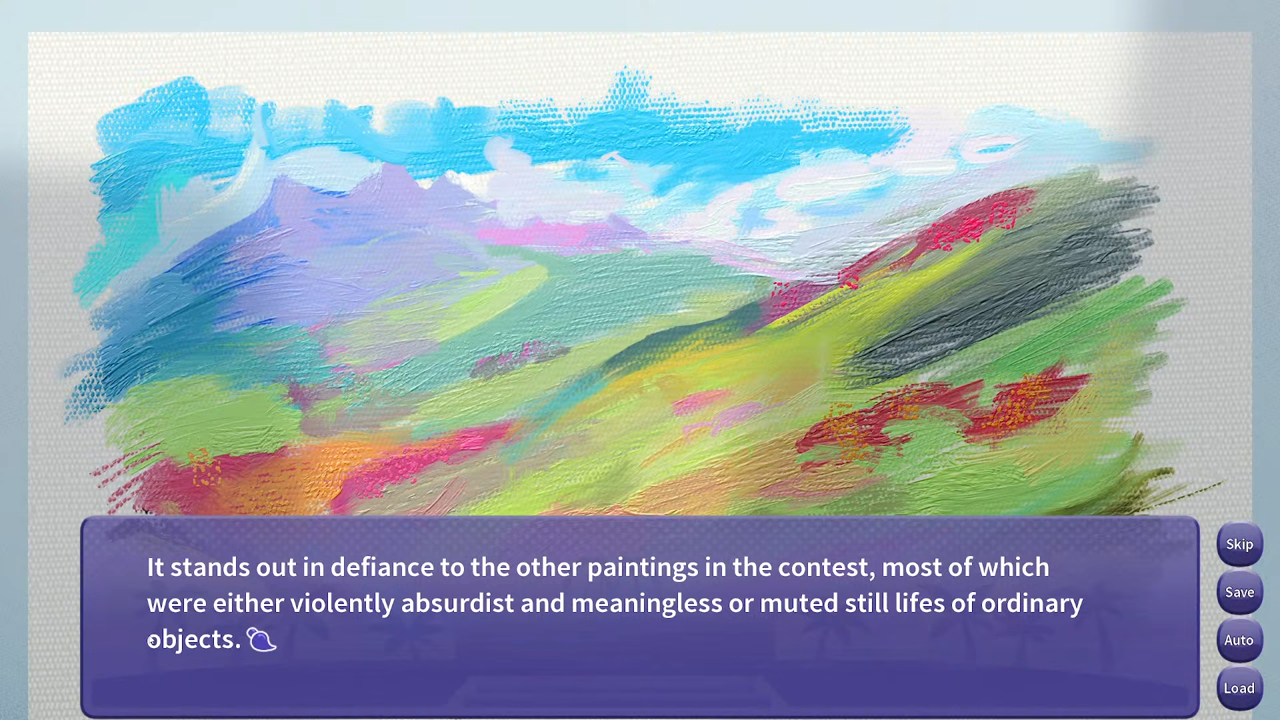 It stands out in defiance to the other paintings in the contest, most of which
were either violently absurdist and meaningless or muted still lifes of ordinary
objects.
Skip
Save
Auto
Load